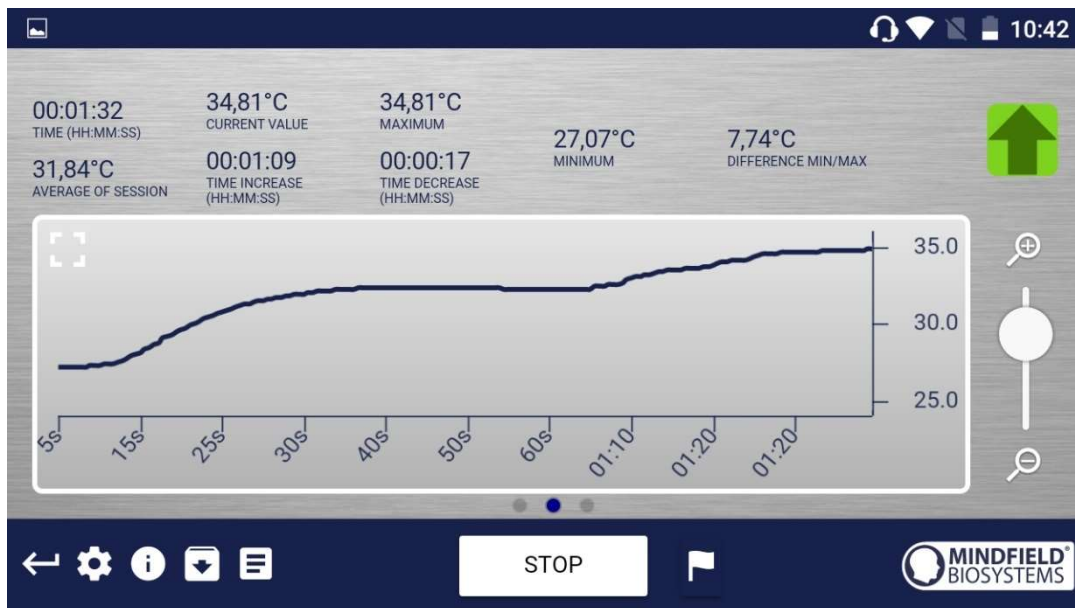 10:42
00:01:32
TIME (HH:MM:SS)
31,84°C
AVERAGE OF SESSION
34,81°C
CURRENT VALUE
00:01:09
TIME INCREASE
(HH:MM:SS)
34,81°C
MAXIMUM
00:00:17
TIME DECREASE
(HH:MM:SS)
27,07°C
MINIMUM
7,74°C
DIFFERENCE MIN/MAX
35.0
30.0
25.0
5s
15s
25s
30s
40s
50s
60s
01:10
01:20
01:20
STOP
MINDFIELD®
BIOSYSTEMS